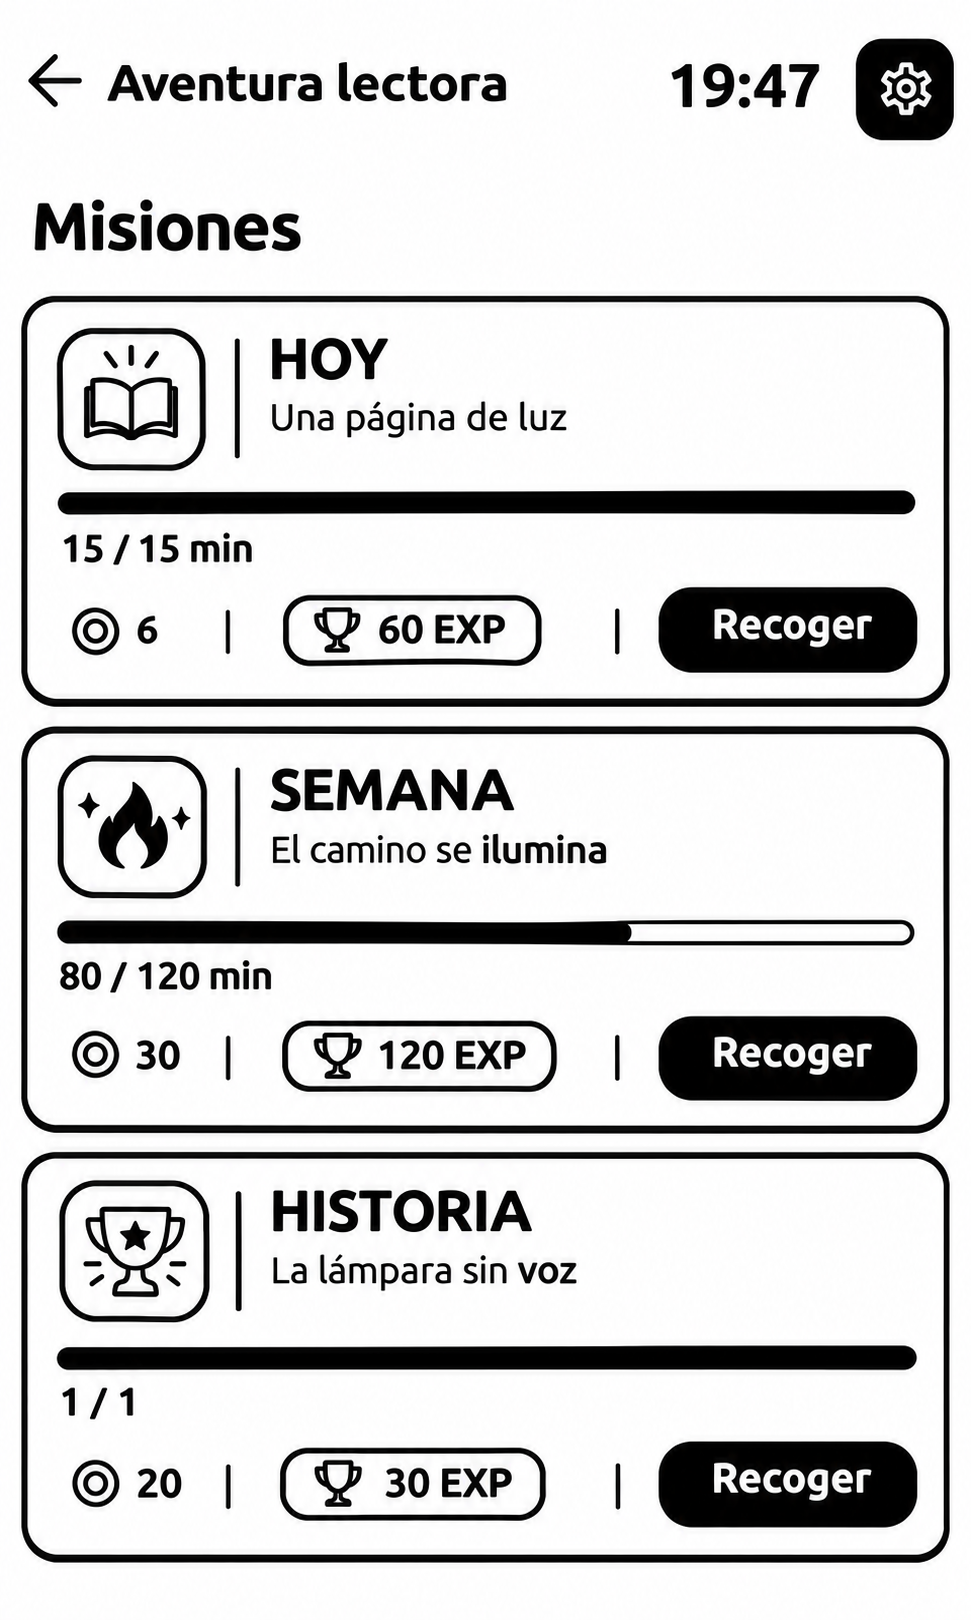 Aventura lectora 19:47
Misiones
HOY
Una página de luz
15 / 15 min
6 | 60 EXP | Recoger
SEMANA
El camino se ilumina
80 / 120 min
30 | 120 EXP | Recoger
HISTORIA
La lámpara sin voz
1 / 1
20 | 30 EXP | Recoger